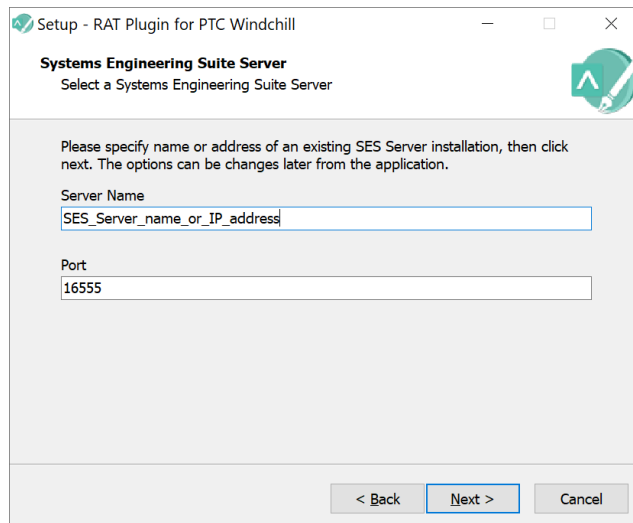 Setup - RAT Plugin for PTC Windchill
Systems Engineering Suite Server
Select a Systems Engineering Suite Server
Please specify name or address of an existing SES Server installation, then click
next. The options can be changes later from the application.
Server Name
SES_Server_name_or_IP_address
Port
16555
< Back
Next >
Cancel